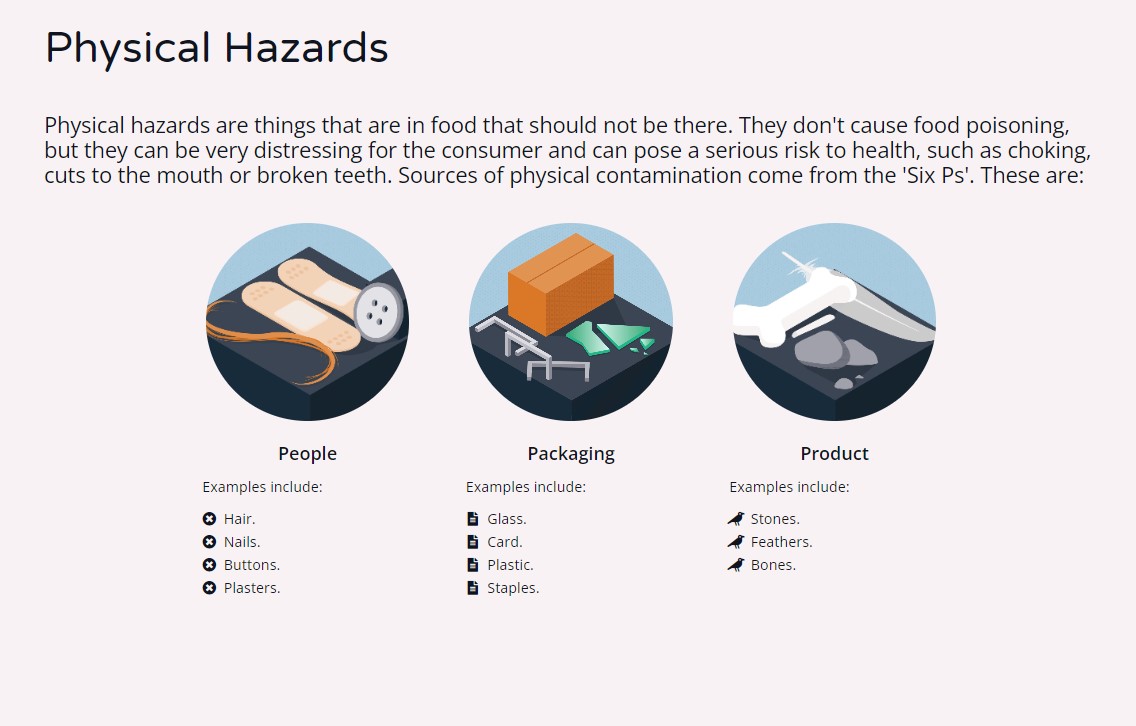 Physical Hazards
Physical hazards are things that are in food that should not be there. They don't cause food poisoning,
but they can be very distressing for the consumer and can pose a serious risk to health, such as choking,
cuts to the mouth or broken teeth. Sources of physical contamination come from the 'Six Ps'. These are:
People
Examples include:
Hair.
Nails.
Buttons.
Plasters.
Packaging
Examples include:
Glass.
Card.
Plastic.
Staples.
Product
Examples include:
Stones.
Feathers.
Bones.